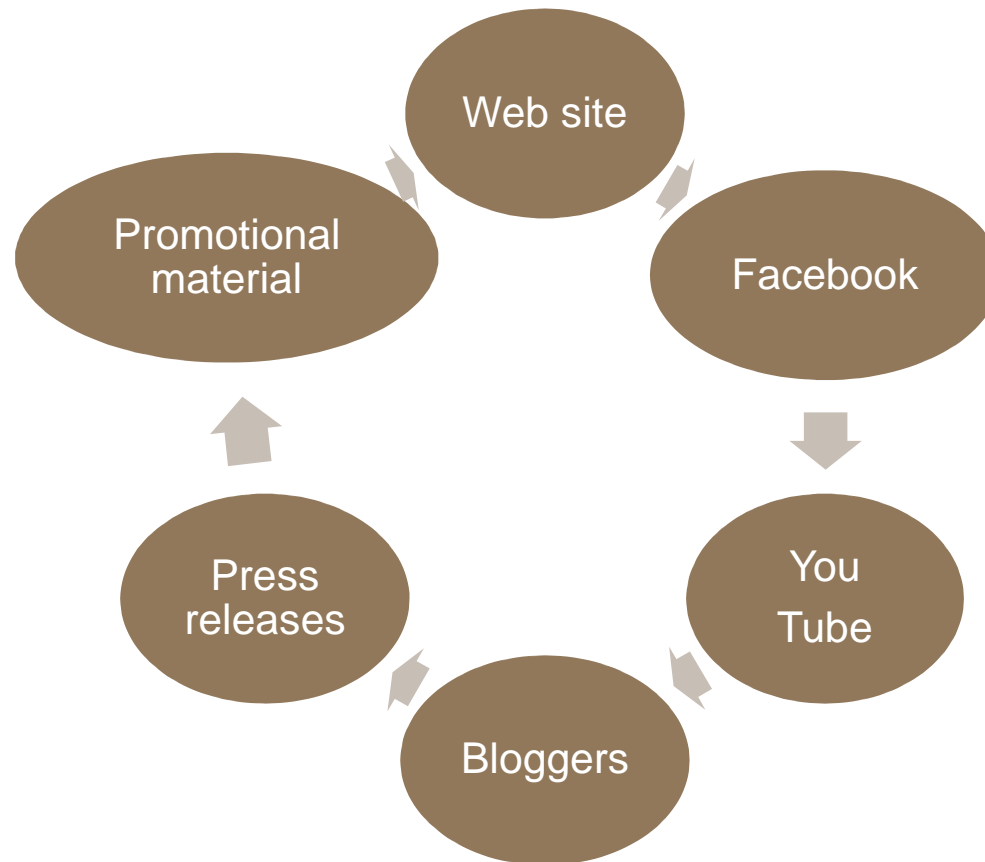 Web site
Facebook
You
Tube
Bloggers
Press
releases
Promotional
material